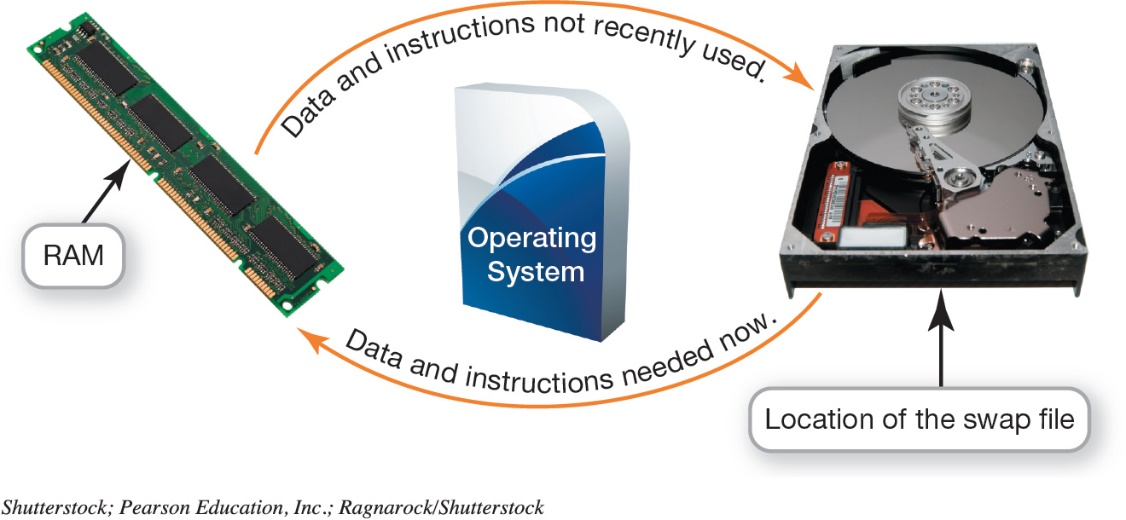 Data and instructions not recently used.
RAM
Operating
System
Data and instructions needed now.
Location of the swap file
Shutterstock; Pearson Education, Inc.; Ragnarock/Shutterstock